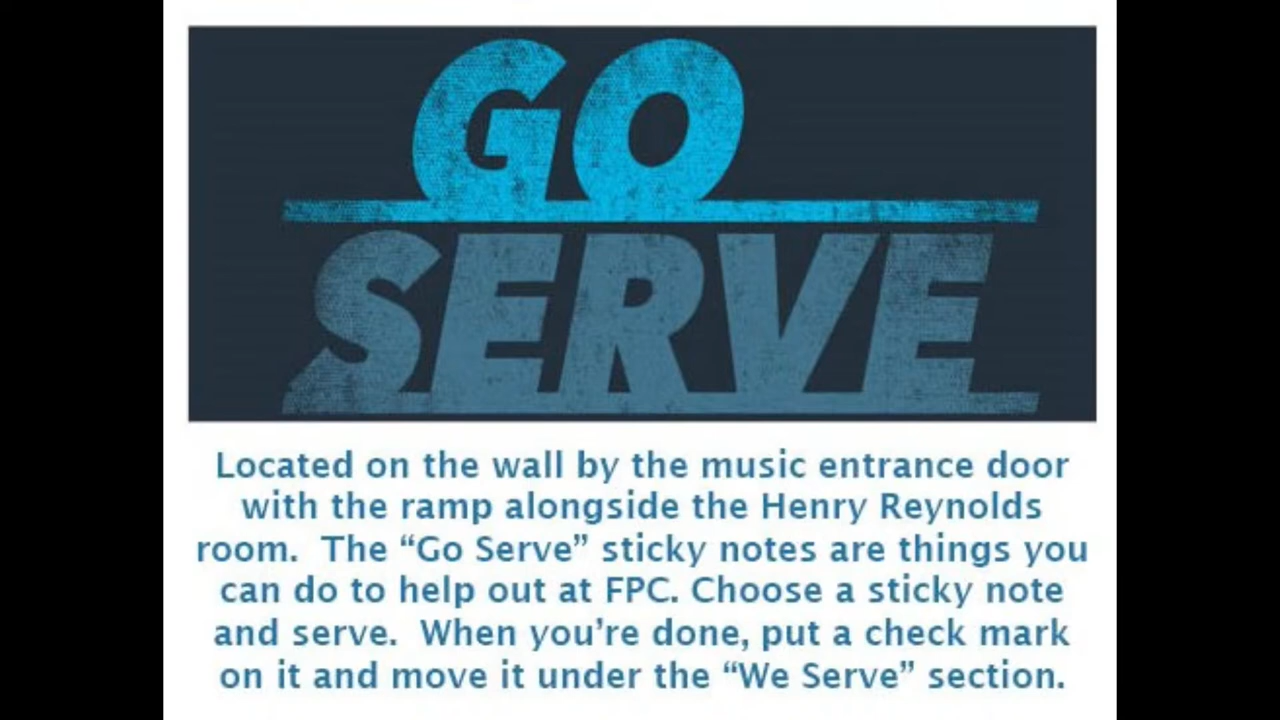 GO
SERVE
Located on the wall by the music entrance door
with the ramp alongside the Henry Reynolds
room.  The “Go Serve” sticky notes are things you
can do to help out at FPC. Choose a sticky note
and serve.  When you’re done, put a check mark
on it and move it under the “We Serve” section.